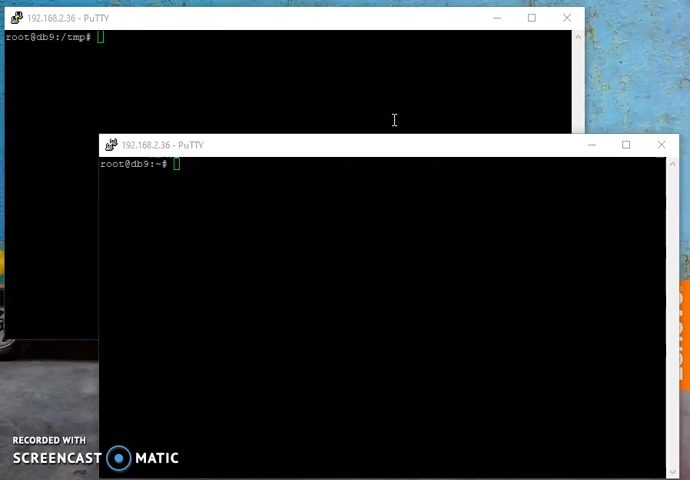 192.168.2.36 - PuTTY
root@db9:/tmp#
192.168.2.36 - PuTTY
root@db9:~#
RECORDED WITH
SCREENCAST MATIC